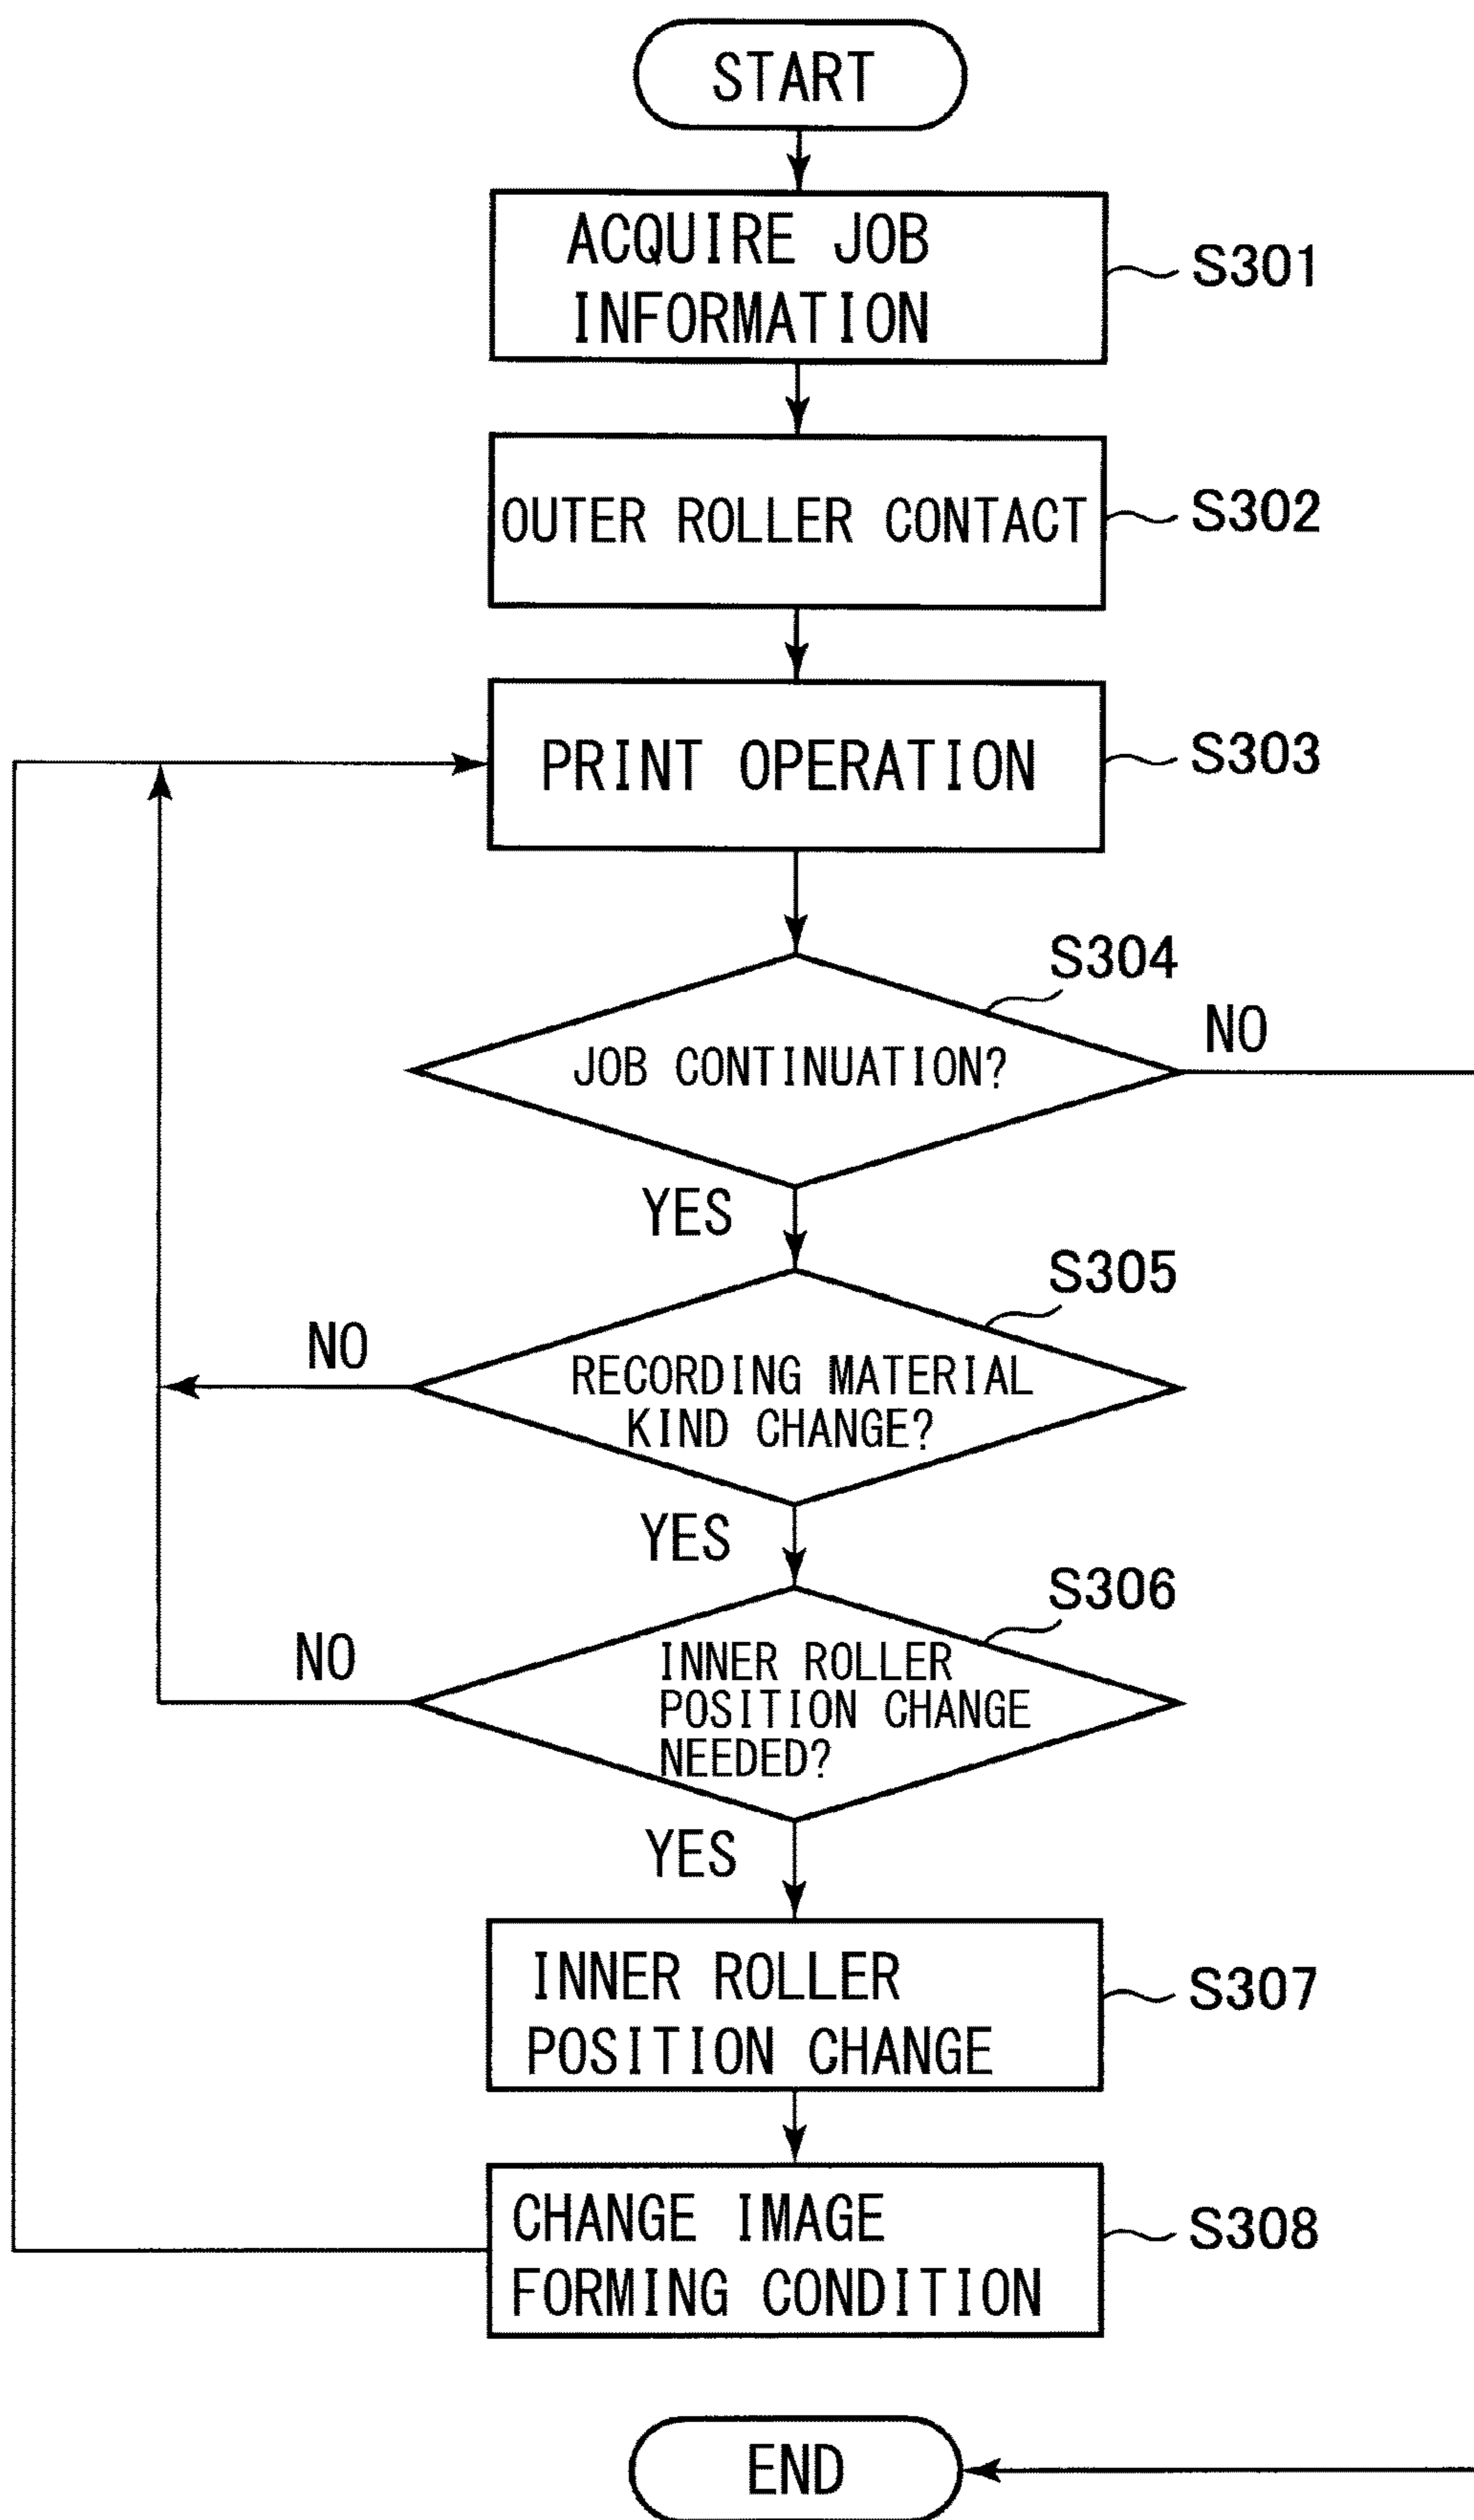 START
ACQUIRE JOB
INFORMATION
S301
OUTER ROLLER CONTACT
S302
PRINT OPERATION
S303
S304
JOB CONTINUATION?
NO
YES
S305
RECORDING MATERIAL
KIND CHANGE?
NO
YES
S306
INNER ROLLER
POSITION CHANGE
NEEDED?
NO
YES
INNER ROLLER
POSITION CHANGE
S307
CHANGE IMAGE
FORMING CONDITION
S308
END